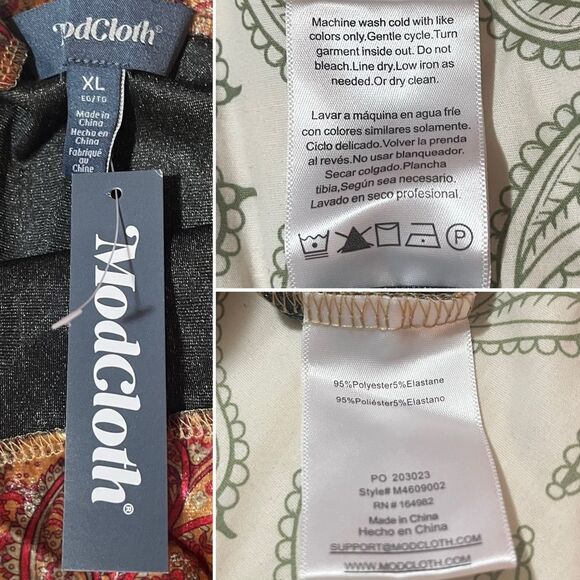 ModCloth®
XL
EG/TG
Made in
China
Hecho en
China
Fabriqué
au
Chine
ModCloth®
Machine wash cold with like
colors only.Gentle cycle.Turn
garment inside out. Do not
bleach.Line dry.Low iron as
needed.Or dry clean.
Lavar a máquina en agua fríe
con colores similares solamente.
Ciclo delicado.Volver la prenda
al revés.No usar blanqueador.
Secar colgado.Plancha
tibia,Según sea necesario.
Lavado en seco profesional.
P
95%Polyester5%Elastane
95%Poliéster5%Elastano
PO 203023
Style# M4609002
RN # 164982
Made in China
Hecho en China
SUPPORT@MODCLOTH.COM
WWW.MODCLOTH.COM